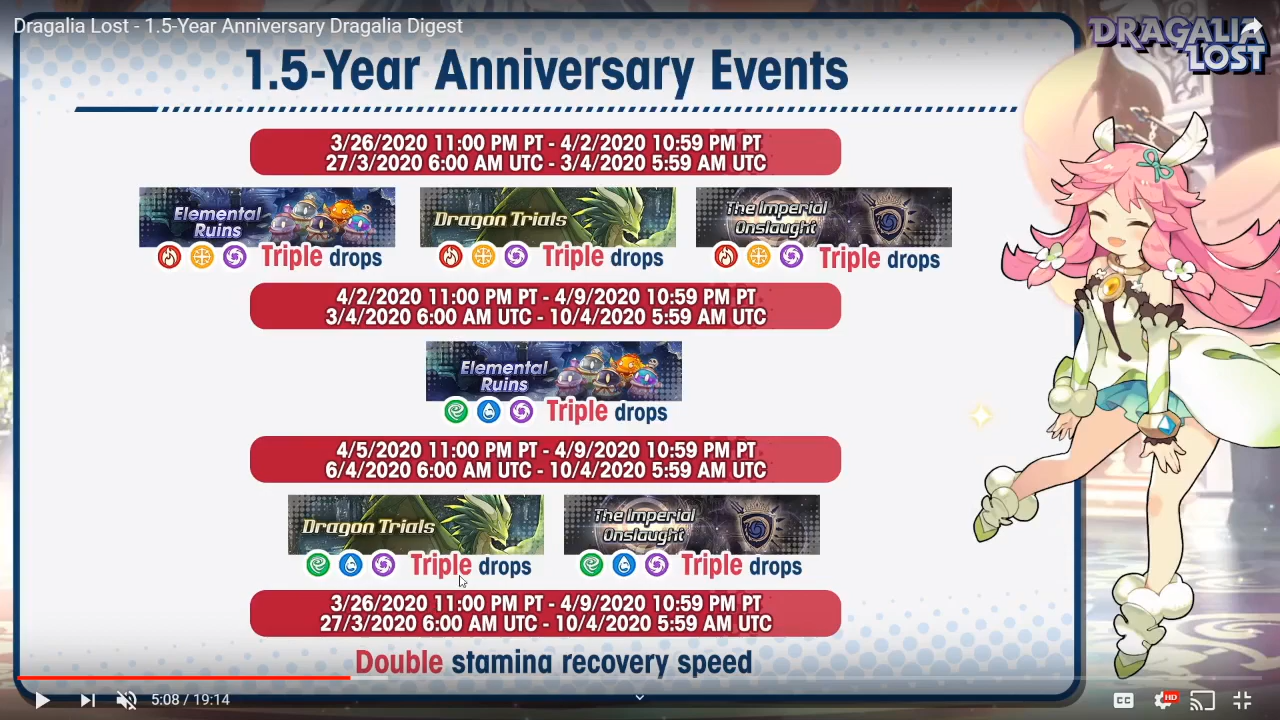 Dragalia Lost - 1.5-Year Anniversary Dragalia Digest
DRAGALIA
LOST
1.5-Year Anniversary Events
3/26/2020 11:00 PM PT - 4/2/2020 10:59 PM PT
27/3/2020 6:00 AM UTC - 3/4/2020 5:59 AM UTC
Elemental
Ruins
Triple drops
Dragon Trials
Triple drops
The Imperial
Onslaught
Triple drops
4/2/2020 11:00 PM PT - 4/9/2020 10:59 PM PT
3/4/2020 6:00 AM UTC - 10/4/2020 5:59 AM UTC
Elemental
Ruins
Triple drops
4/5/2020 11:00 PM PT - 4/9/2020 10:59 PM PT
6/4/2020 6:00 AM UTC - 10/4/2020 5:59 AM UTC
Dragon Trials
Triple drops
The Imperial
Onslaught
Triple drops
3/26/2020 11:00 PM PT - 4/9/2020 10:59 PM PT
27/3/2020 6:00 AM UTC - 10/4/2020 5:59 AM UTC
Double stamina recovery speed
5:08 / 19:14
CC
HD